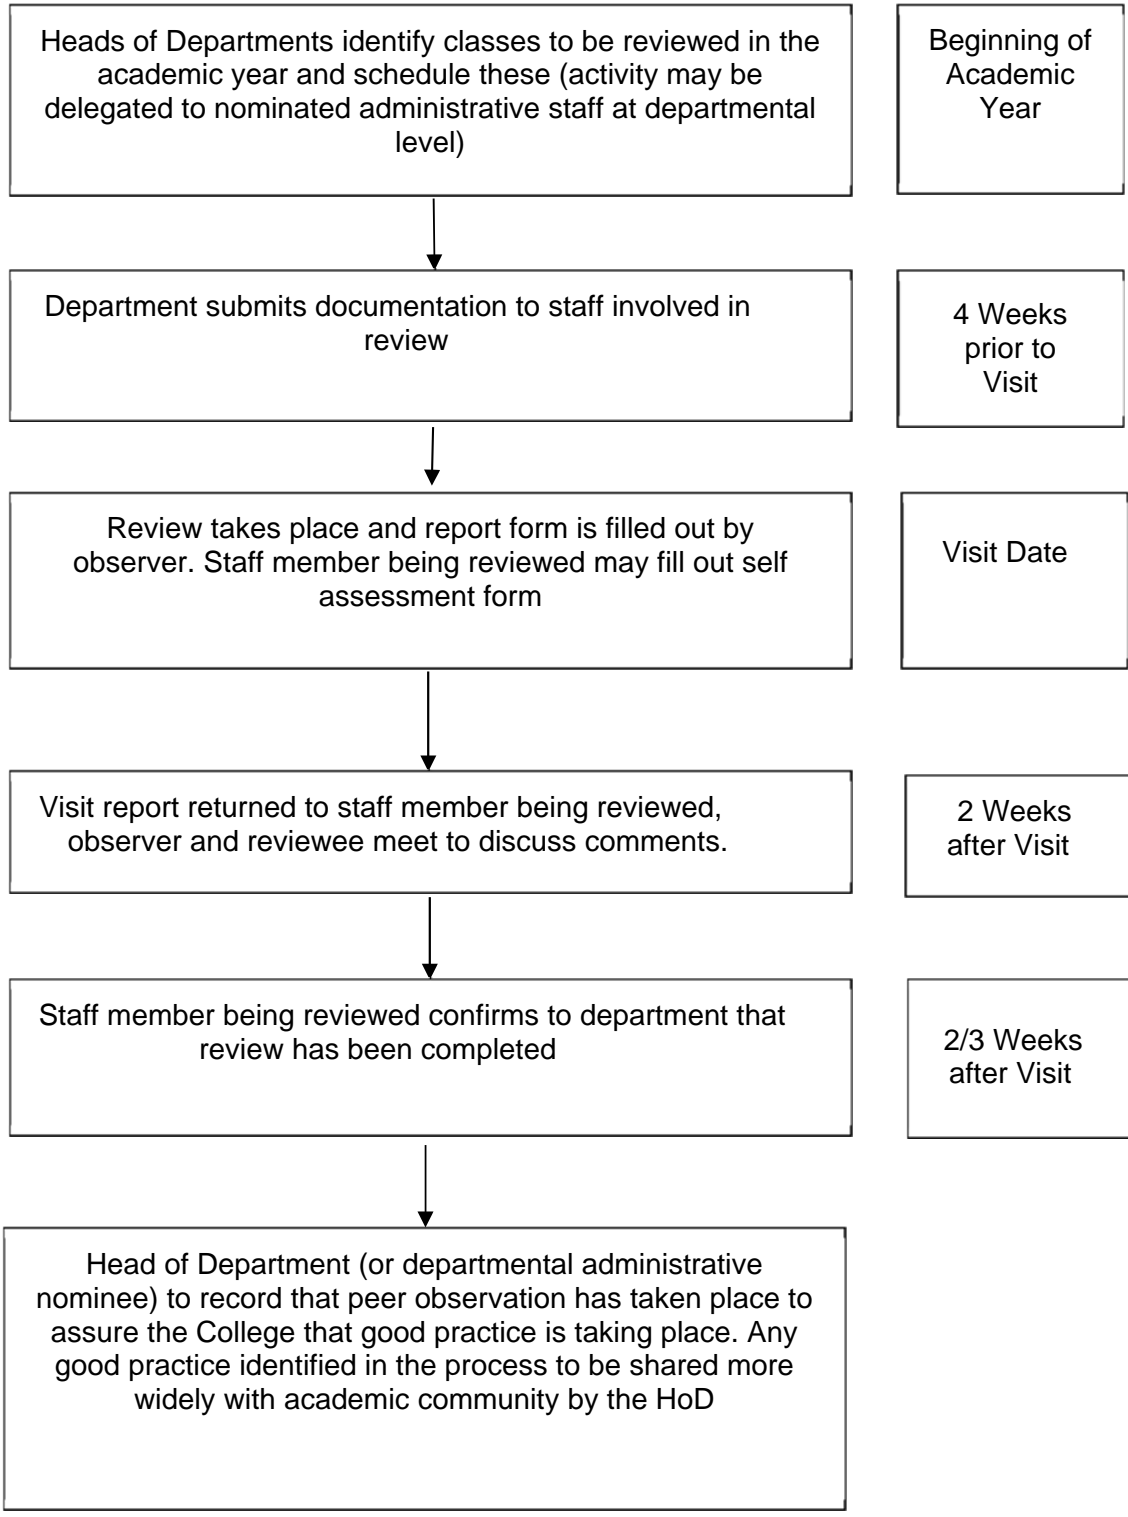 Heads of Departments identify classes to be reviewed in the
academic year and schedule these (activity may be
delegated to nominated administrative staff at departmental
level)
Beginning of
Academic
Year
Department submits documentation to staff involved in
review
4 Weeks
prior to
Visit
Review takes place and report form is filled out by
observer. Staff member being reviewed may fill out self
assessment form
Visit Date
Visit report returned to staff member being reviewed,
observer and reviewee meet to discuss comments.
2 Weeks
after Visit
Staff member being reviewed confirms to department that
review has been completed
2/3 Weeks
after Visit
Head of Department (or departmental administrative
nominee) to record that peer observation has taken place to
assure the College that good practice is taking place. Any
good practice identified in the process to be shared more
widely with academic community by the HoD